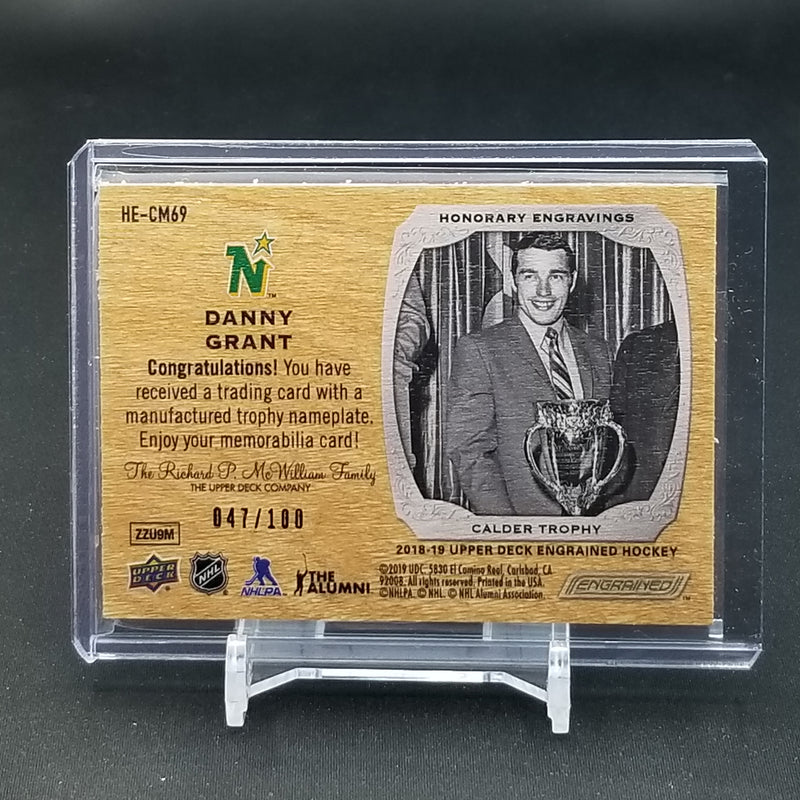 HE-CM69
N
™
DANNY
GRANT
Congratulations! You have
received a trading card with a
manufactured trophy nameplate.
Enjoy your memorabilia card!
The Richard P. McWilliam Family
THE UPPER DECK COMPANY
047/100
ZZU9M
UPPER
DECK
®
NHL
®
NHLPA
THE
ALUMNI
HONORARY ENGRAVINGS
CALDER TROPHY
2018-19 UPPER DECK ENGRAINED HOCKEY
©2019 UDC. 5830 El Camino Real, Carlsbad, CA
92008. All rights reserved. Printed in the USA.
©NHLPA. © NHL. © NHL Alumni Association.
ENGRAINED
™